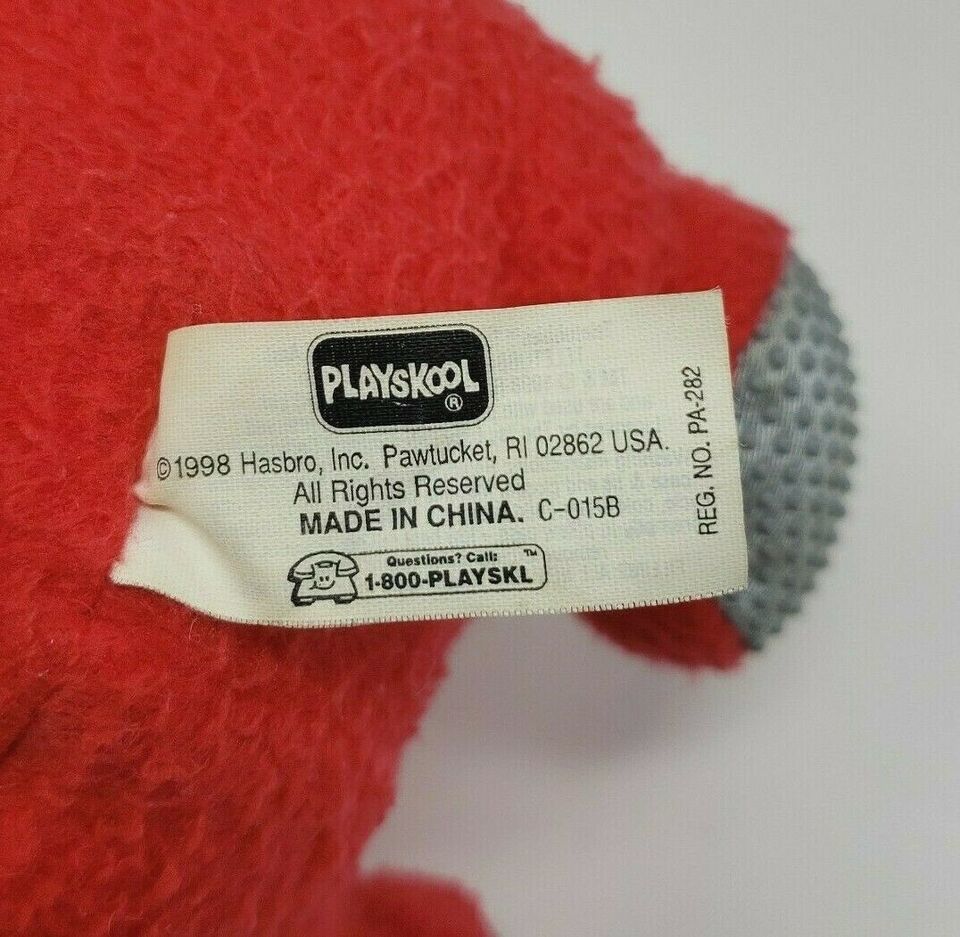 PLAYSKOOL ®
©1998 Hasbro, Inc. Pawtucket, RI 02862 USA.
All Rights Reserved
MADE IN CHINA. C-015B
Questions? Call: ™
1-800-PLAYSKL
REG. NO. PA-282